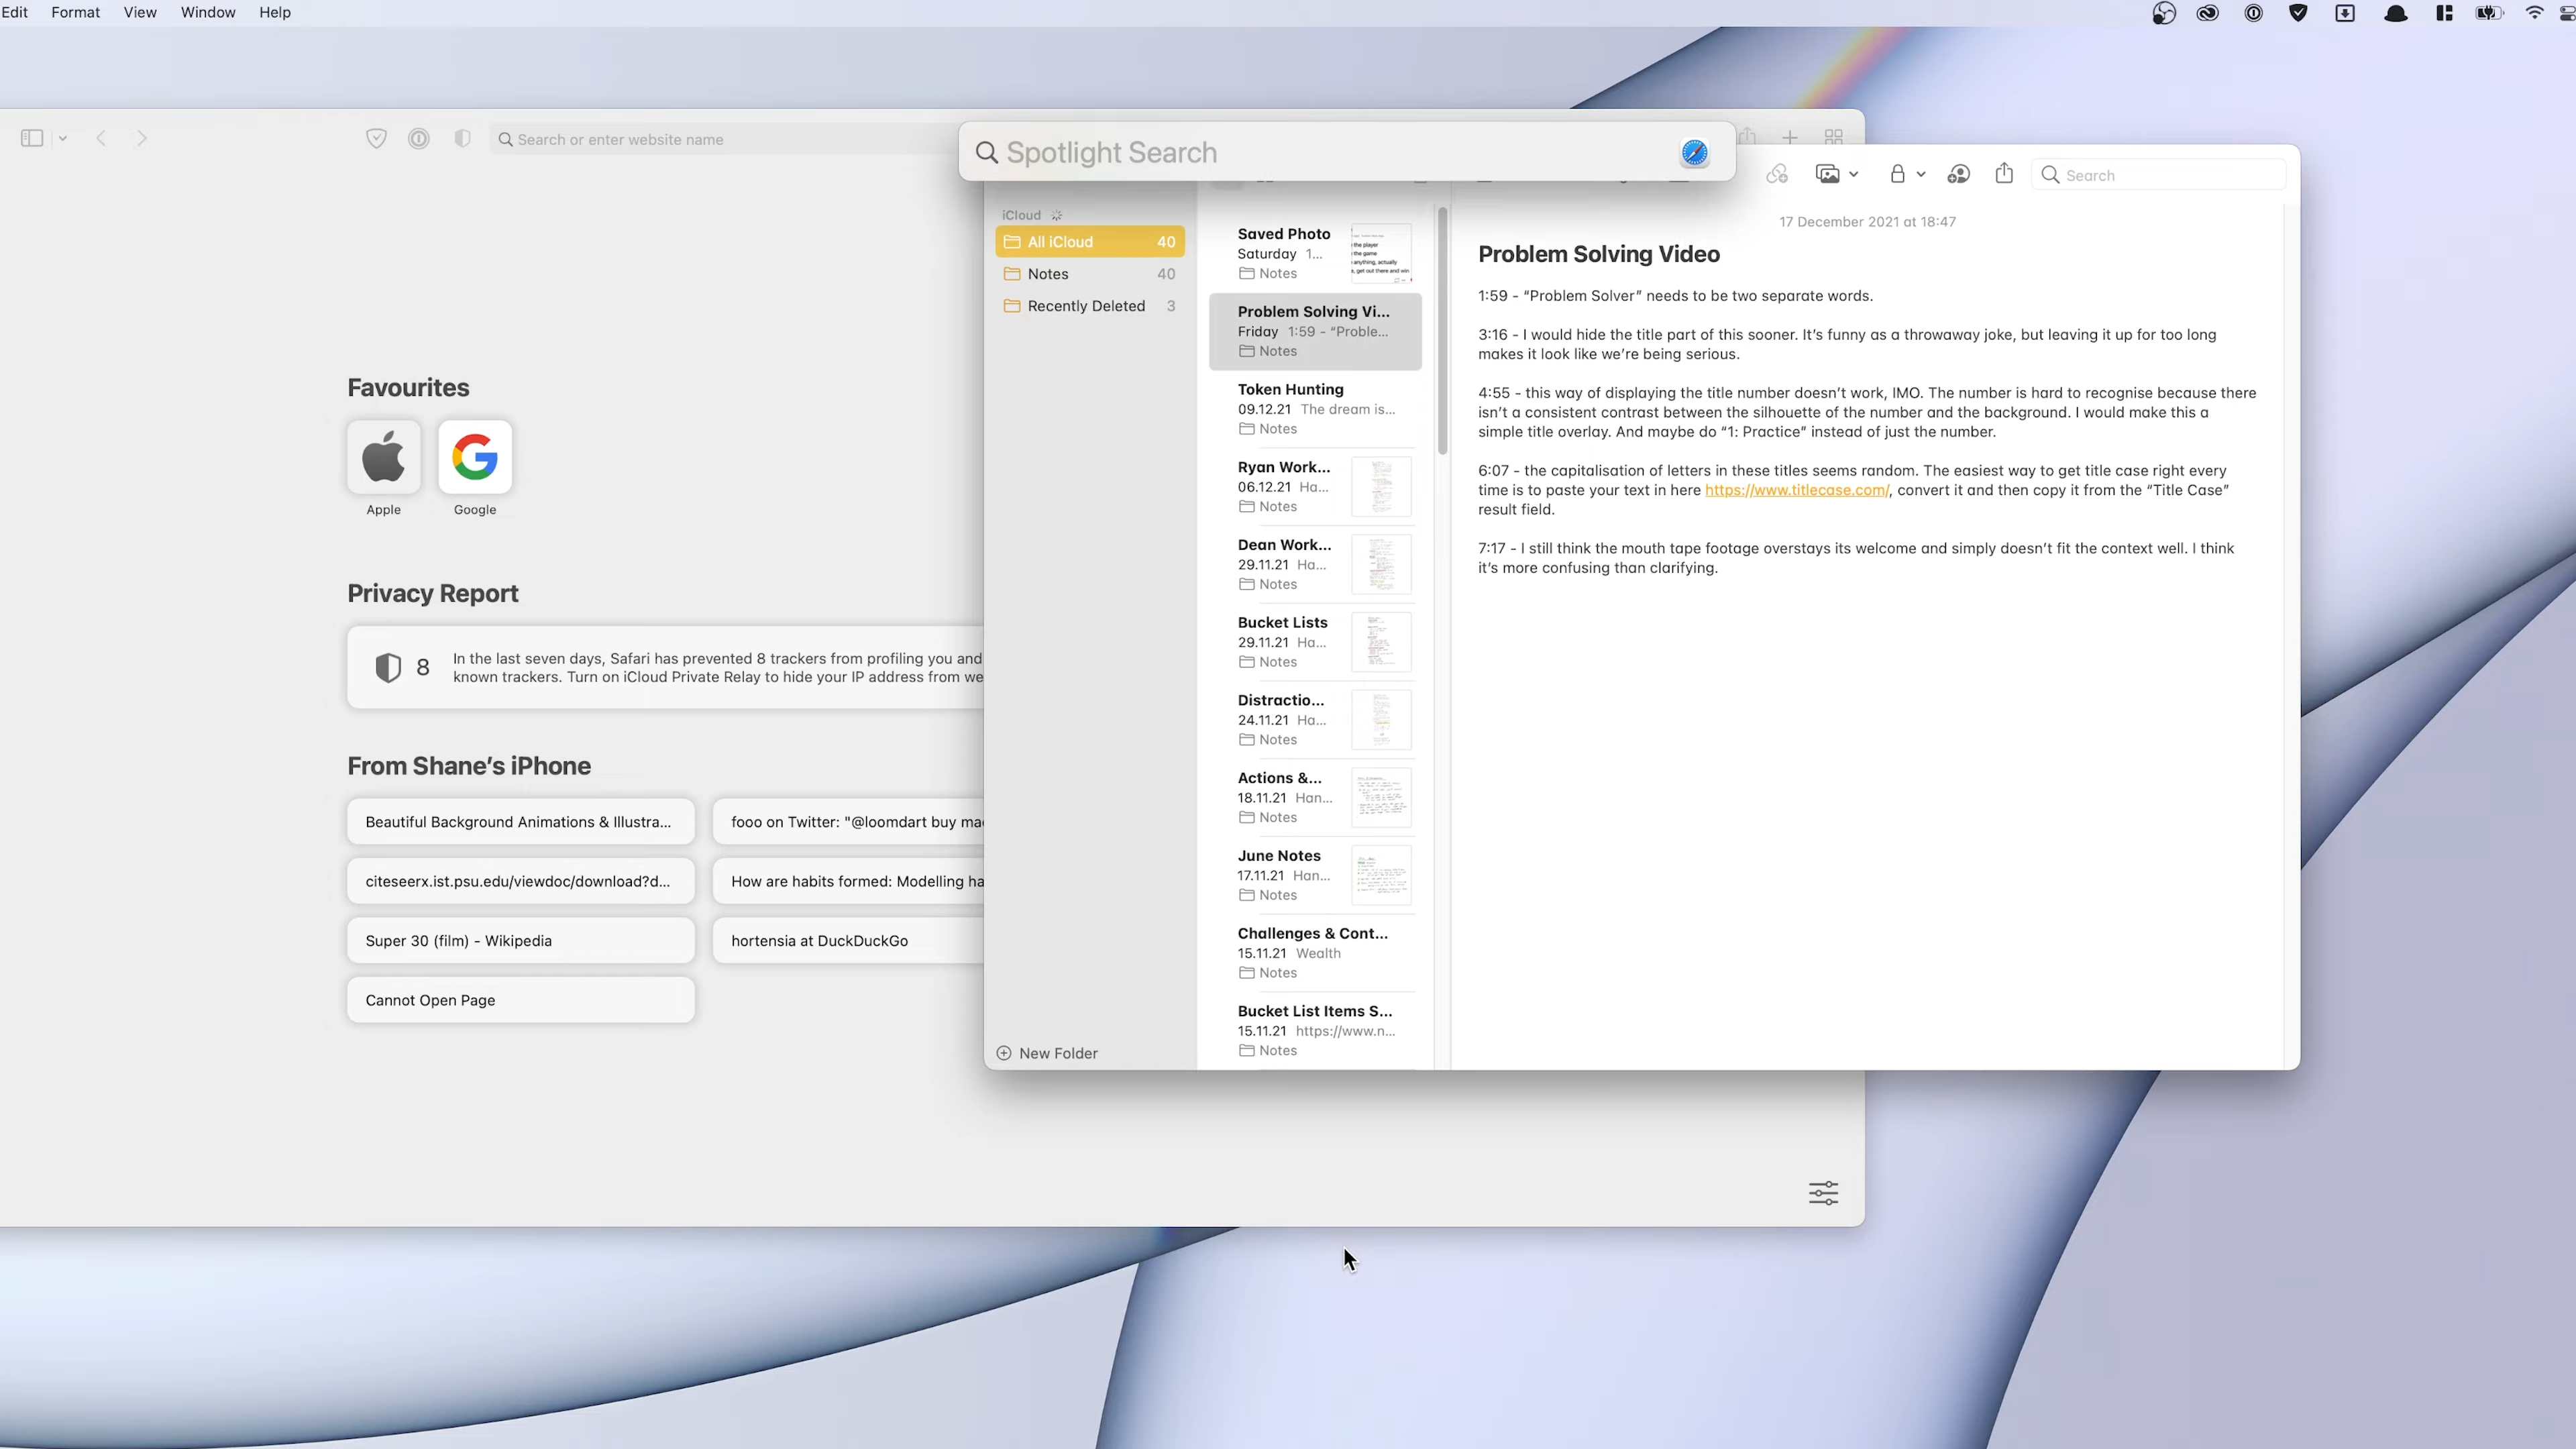 Edit Format View Window Help
Search or enter website name
Spotlight Search
Search
Favourites
Apple
Google
Privacy Report
8
In the last seven days, Safari has prevented 8 trackers from profiling you and
known trackers. Turn on iCloud Private Relay to hide your IP address from we
From Shane’s iPhone
Beautiful Background Animations & Illustra...
fooo on Twitter: "@loomdart buy ma
citeseerx.ist.psu.edu/viewdoc/download?d...
How are habits formed: Modelling ha
Super 30 (film) - Wikipedia
hortensia at DuckDuckGo
Cannot Open Page
iCloud
All iCloud 40
Notes 40
Recently Deleted 3
New Folder
Saved Photo
Saturday 1...
Notes
the player
the game
anything, actually
, get out there and win
Problem Solving Vi...
Friday 1:59 - “Proble...
Notes
Token Hunting
09.12.21 The dream is...
Notes
Ryan Work...
06.12.21 Ha...
Notes
Dean Work...
29.11.21 Ha...
Notes
Bucket Lists
29.11.21 Ha...
Notes
Distractio...
24.11.21 Ha...
Notes
Actions &...
18.11.21 Han...
Notes
June Notes
17.11.21 Han...
Notes
Challenges & Cont...
15.11.21 Wealth
Notes
Bucket List Items S...
15.11.21 https://www.n...
Notes
17 December 2021 at 18:47
Problem Solving Video
1:59 - “Problem Solver” needs to be two separate words.
3:16 - I would hide the title part of this sooner. It’s funny as a throwaway joke, but leaving it up for too long
makes it look like we’re being serious.
4:55 - this way of displaying the title number doesn’t work, IMO. The number is hard to recognise because there
isn’t a consistent contrast between the silhouette of the number and the background. I would make this a
simple title overlay. And maybe do “1: Practice” instead of just the number.
6:07 - the capitalisation of letters in these titles seems random. The easiest way to get title case right every
time is to paste your text in here https://www.titlecase.com/, convert it and then copy it from the “Title Case”
result field.
7:17 - I still think the mouth tape footage overstays its welcome and simply doesn’t fit the context well. I think
it’s more confusing than clarifying.